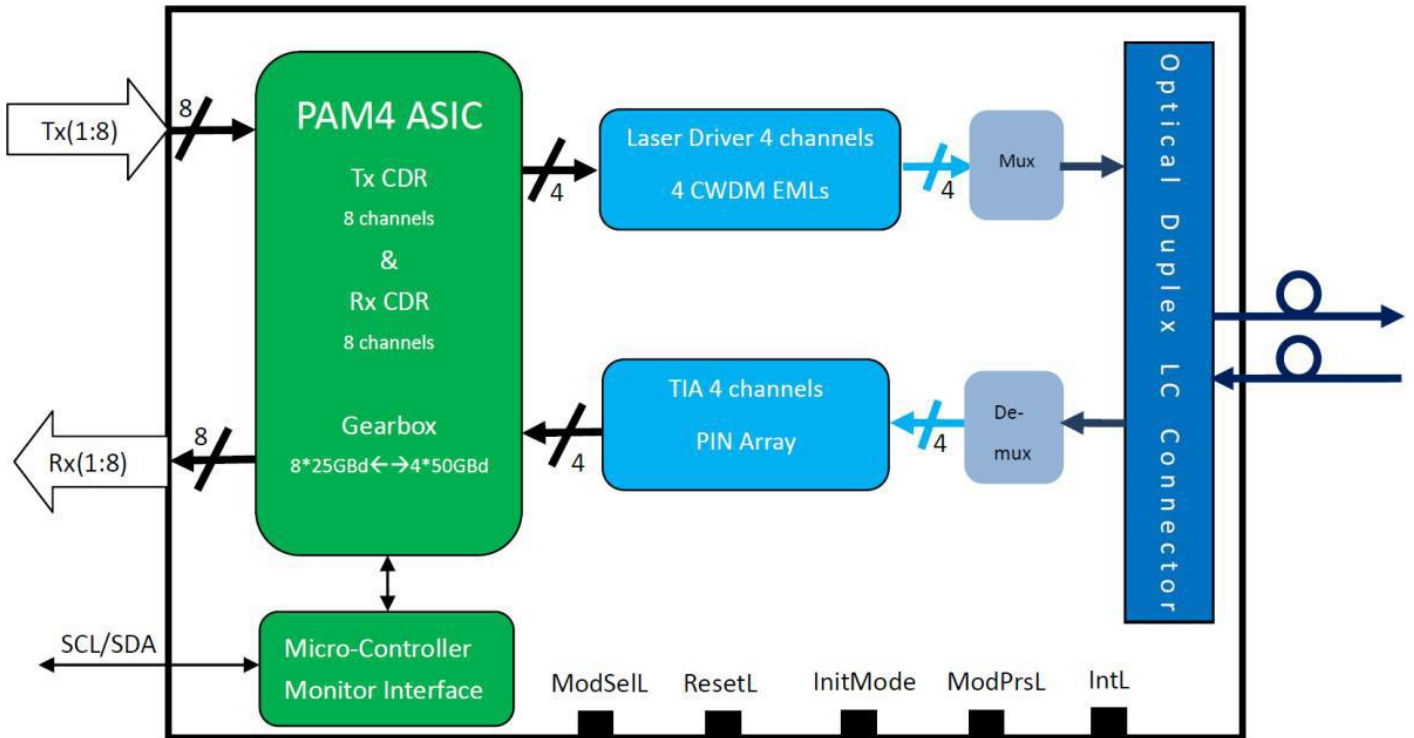 Tx(1:8)
8
PAM4 ASIC
Tx CDR
8 channels
&
Rx CDR
8 channels
Gearbox
8*25GBd←→4*50GBd
4
Laser Driver 4 channels
4 CWDM EMLs
4
Mux
Optical Duplex LC Connector
Rx(1:8)
8
4
TIA 4 channels
PIN Array
4
De-
mux
SCL/SDA
Micro-Controller
Monitor Interface
ModSelL
ResetL
InitMode
ModPrsL
IntL